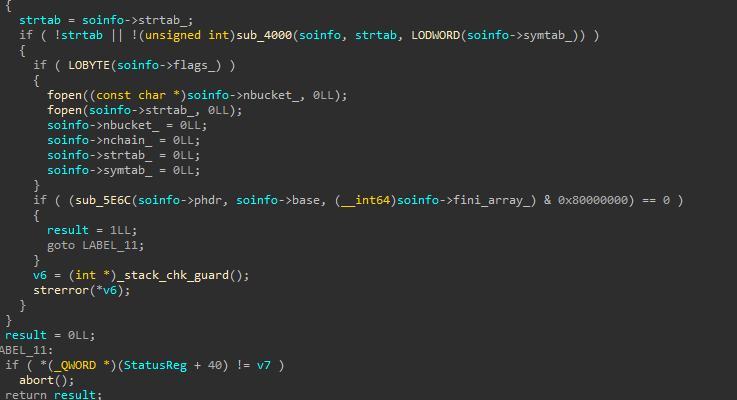 {
strtab = soinfo->strtab_;
if ( !strtab || !(unsigned int)sub_4000(soinfo, strtab, LODWORD(soinfo->symtab_)) )
{
if ( LOBYTE(soinfo->flags_) )
{
fopen((const char *)soinfo->nbucket_, 0LL);
fopen(soinfo->strtab_, 0LL);
soinfo->nbucket_ = 0LL;
soinfo->nchain_ = 0LL;
soinfo->strtab_ = 0LL;
soinfo->symtab_ = 0LL;
}
if ( (sub_5E6C(soinfo->phdr, soinfo->base, (__int64)soinfo->fini_array_) & 0x80000000) == 0 )
{
result = 1LL;
goto LABEL_11;
}
v6 = (int *)_stack_chk_guard();
strerror(*v6);
}
}
result = 0LL;
ABEL_11:
if ( *(_QWORD *)(StatusReg + 40) != v7 )
abort();
return result;